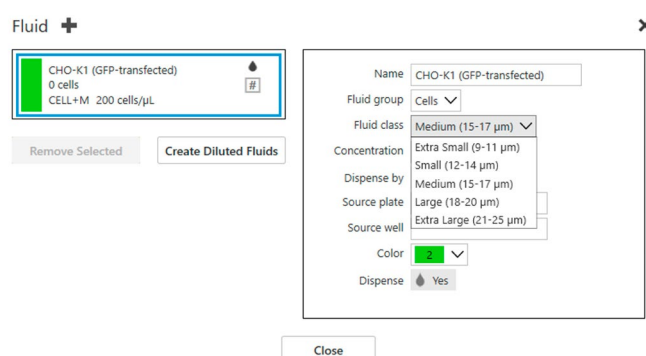 Fluid
CHO-K1 (GFP-transfected)
0 cells
#
CELL+M 200 cells/µL
Remove Selected
Create Diluted Fluids
Name CHO-K1 (GFP-transfected)
Fluid group Cells
Fluid class Medium (15-17 µm)
Extra Small (9-11 µm)
Small (12-14 µm)
Medium (15-17 µm)
Large (18-20 µm)
Extra Large (21-25 µm)
Concentration
Dispense by
Source plate
Source well
Color 2
Dispense Yes
Close